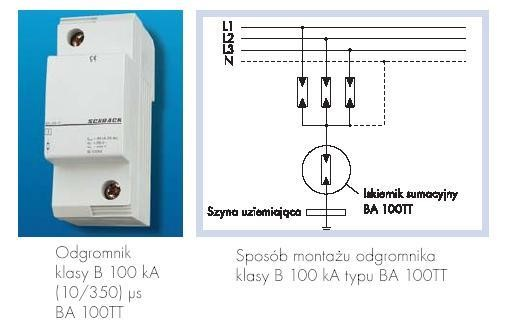 SCHRACK
Odgromnik
klasy B 100 kA
(10/350) µs
BA 100TT
L1
L2
L3
N
Iskiernik sumacyjny
BA 100TT
Szyna uziemiająca
Sposób montażu odgromnika
klasy B 100 kA typu BA 100TT